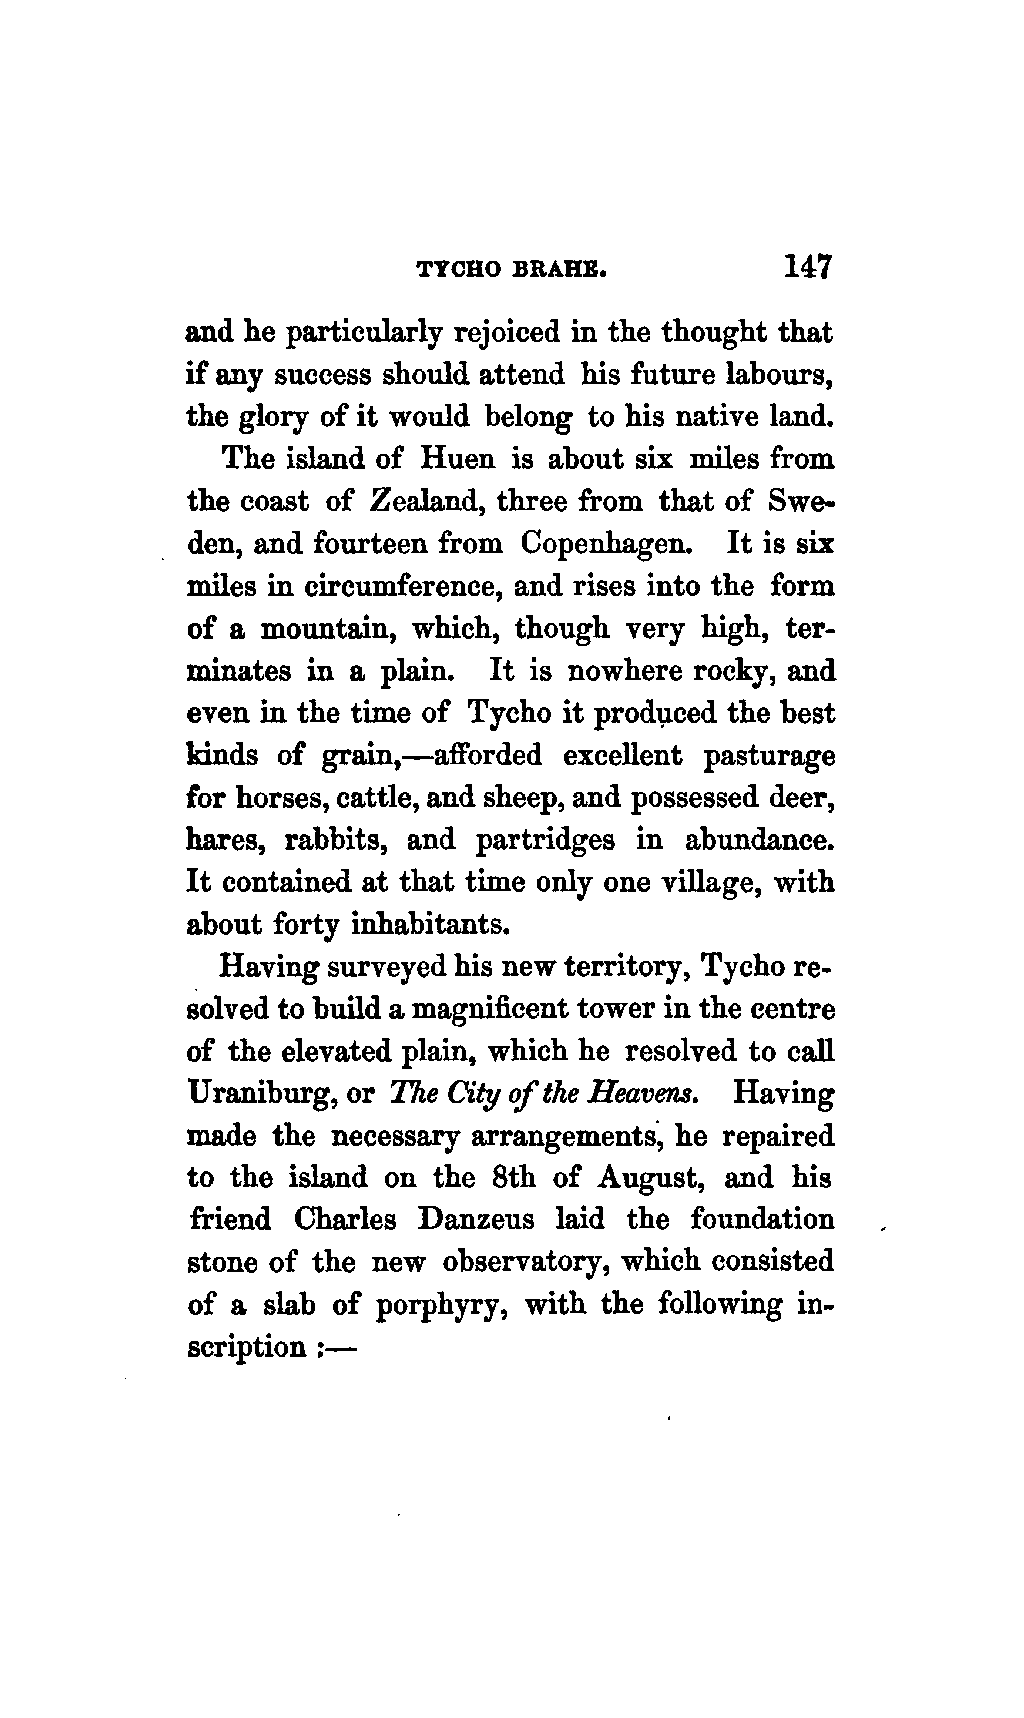 TYCHO BRAHE. 147
and he particularly rejoiced in the thought that
if any success should attend his future labours,
the glory of it would belong to his native land.
The island of Huen is about six miles from
the coast of Zealand, three from that of Swe-
den, and fourteen from Copenhagen. It is six
miles in circumference, and rises into the form
of a mountain, which, though very high, ter-
minates in a plain. It is nowhere rocky, and
even in the time of Tycho it produced the best
kinds of grain,—afforded excellent pasturage
for horses, cattle, and sheep, and possessed deer,
hares, rabbits, and partridges in abundance.
It contained at that time only one village, with
about forty inhabitants.
Having surveyed his new territory, Tycho re-
solved to build a magnificent tower in the centre
of the elevated plain, which he resolved to call
Uraniburg, or The City of the Heavens. Having
made the necessary arrangements, he repaired
to the island on the 8th of August, and his
friend Charles Danzeus laid the foundation
stone of the new observatory, which consisted
of a slab of porphyry, with the following in-
scription :—